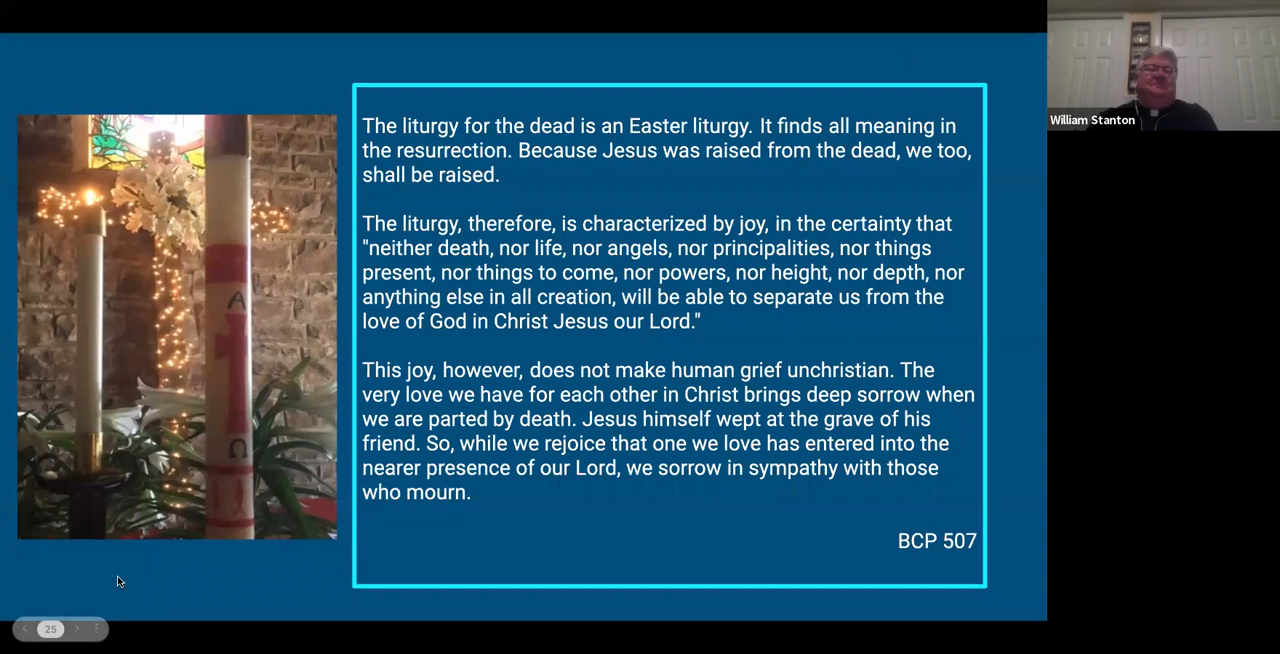 The liturgy for the dead is an Easter liturgy. It finds all meaning in
the resurrection. Because Jesus was raised from the dead, we too,
shall be raised.
The liturgy, therefore, is characterized by joy, in the certainty that
"neither death, nor life, nor angels, nor principalities, nor things
present, nor things to come, nor powers, nor height, nor depth, nor
anything else in all creation, will be able to separate us from the
love of God in Christ Jesus our Lord."
This joy, however, does not make human grief unchristian. The
very love we have for each other in Christ brings deep sorrow when
we are parted by death. Jesus himself wept at the grave of his
friend. So, while we rejoice that one we love has entered into the
nearer presence of our Lord, we sorrow in sympathy with those
who mourn.
BCP 507
Α
Ω
William Stanton
25